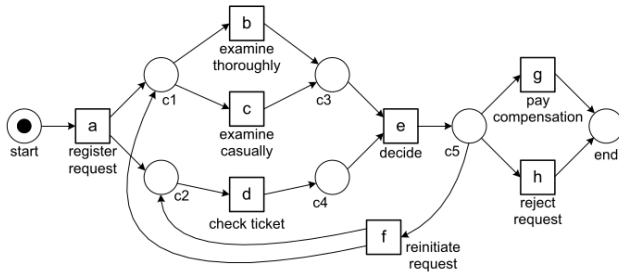 b
examine
thoroughly
g
pay
compensation
c1
c3
a
c
e
start
register
request
examine
casually
decide
c5
end
h
reject
request
c2
d
c4
check ticket
f
reinitiate
request